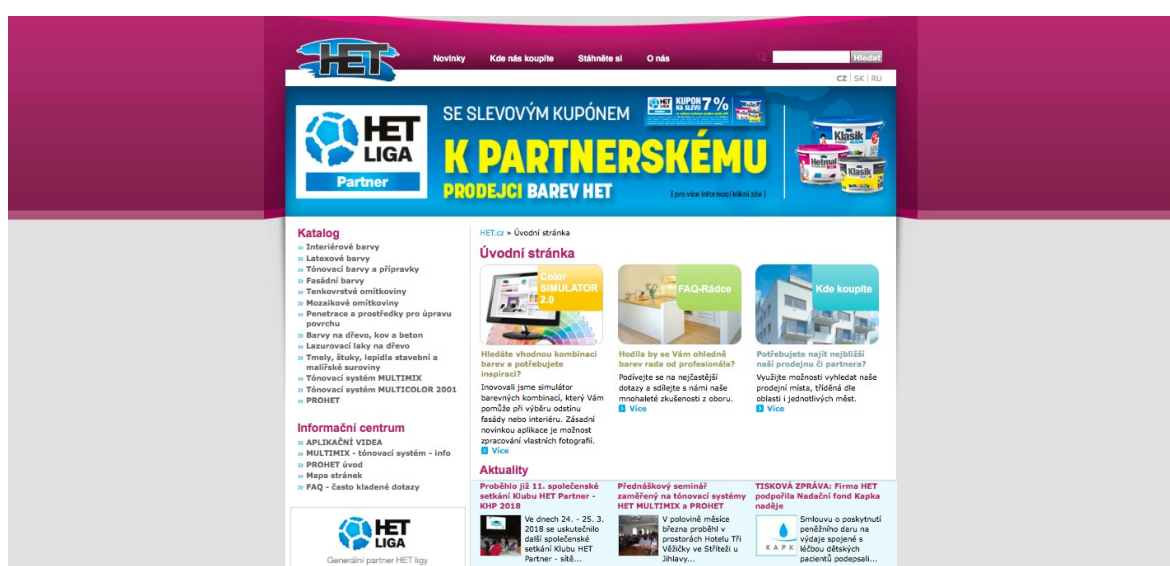 HET
Novinky
Kde nás koupíte
Stáhněte si
O nás
Hledat
CZ | SK | RU
HET
LIGA
Partner
SE SLEVOVÝM KUPÓNEM
KUPON 7%
NA SLEVU
K PARTNERSKÉMU
PRODEJCI BAREV HET
[ pro více informací klikni zde ]
Klasik
Hetmal
Klasik
Katalog
» Interiérové barvy
» Latexové barvy
» Tónovací barvy a přípravky
» Fasádní barvy
» Tenkovrstvé omítkoviny
» Mozaikové omítkoviny
» Penetrace a prostředky pro úpravu
povrchu
» Barvy na dřevo, kov a beton
» Lazurovací laky na dřevo
» Tmely, štuky, lepidla stavební a
malířské suroviny
» Tónovací systém MULTIMIX
» Tónovací systém MULTICOLOR 2001
» PROHET
Informační centrum
» APLIKAČNÍ VIDEA
» MULTIMIX - tónovací systém - info
» PROHET úvod
» Mapa stránek
» FAQ - často kladené dotazy
HET
LIGA
Generální partner HET ligy
HET.cz » Úvodní stránka
Úvodní stránka
Color
SIMULATOR
2.0
Hledáte vhodnou kombinaci
barev a potřebujete
inspiraci?
Inovovali jsme simulátor
barevných kombinací, který Vám
pomůže při výběru odstínu
fasády nebo interiéru. Zásadní
novinkou aplikace je možnost
zpracování vlastních fotografií.
Více
FAQ-Rádce
Hodila by se Vám ohledně
barev rada od profesionála?
Podívejte se na nejčastější
dotazy a sdílejte s námi naše
mnohaleté zkušenosti z oboru.
Více
Kde koupíte
Potřebujete najít nejbližší
naši prodejnu či partnera?
Využijte možnosti vyhledat naše
prodejní místa, tříděná dle
oblasti i jednotlivých měst.
Více
Aktuality
Proběhlo již 11. společenské
setkání Klubu HET Partner -
KHP 2018
Ve dnech 24. - 25. 3.
2018 se uskutečnilo
další společenské
setkání Klubu HET
Partner - sítě...
Přednáškový seminář
zaměřený na tónovací systémy
HET MULTIMIX a PROHET
V polovině měsíce
března proběhl v
prostorách Hotelu Tři
Věžičky ve Střítěži u
Jihlavy...
TISKOVÁ ZPRÁVA: Firma HET
podpořila Nadační fond Kapka
naděje
KAPK
Smlouvu o poskytnutí
peněžního daru na
výdaje spojené s
léčbou dětských
pacientů podepsali...